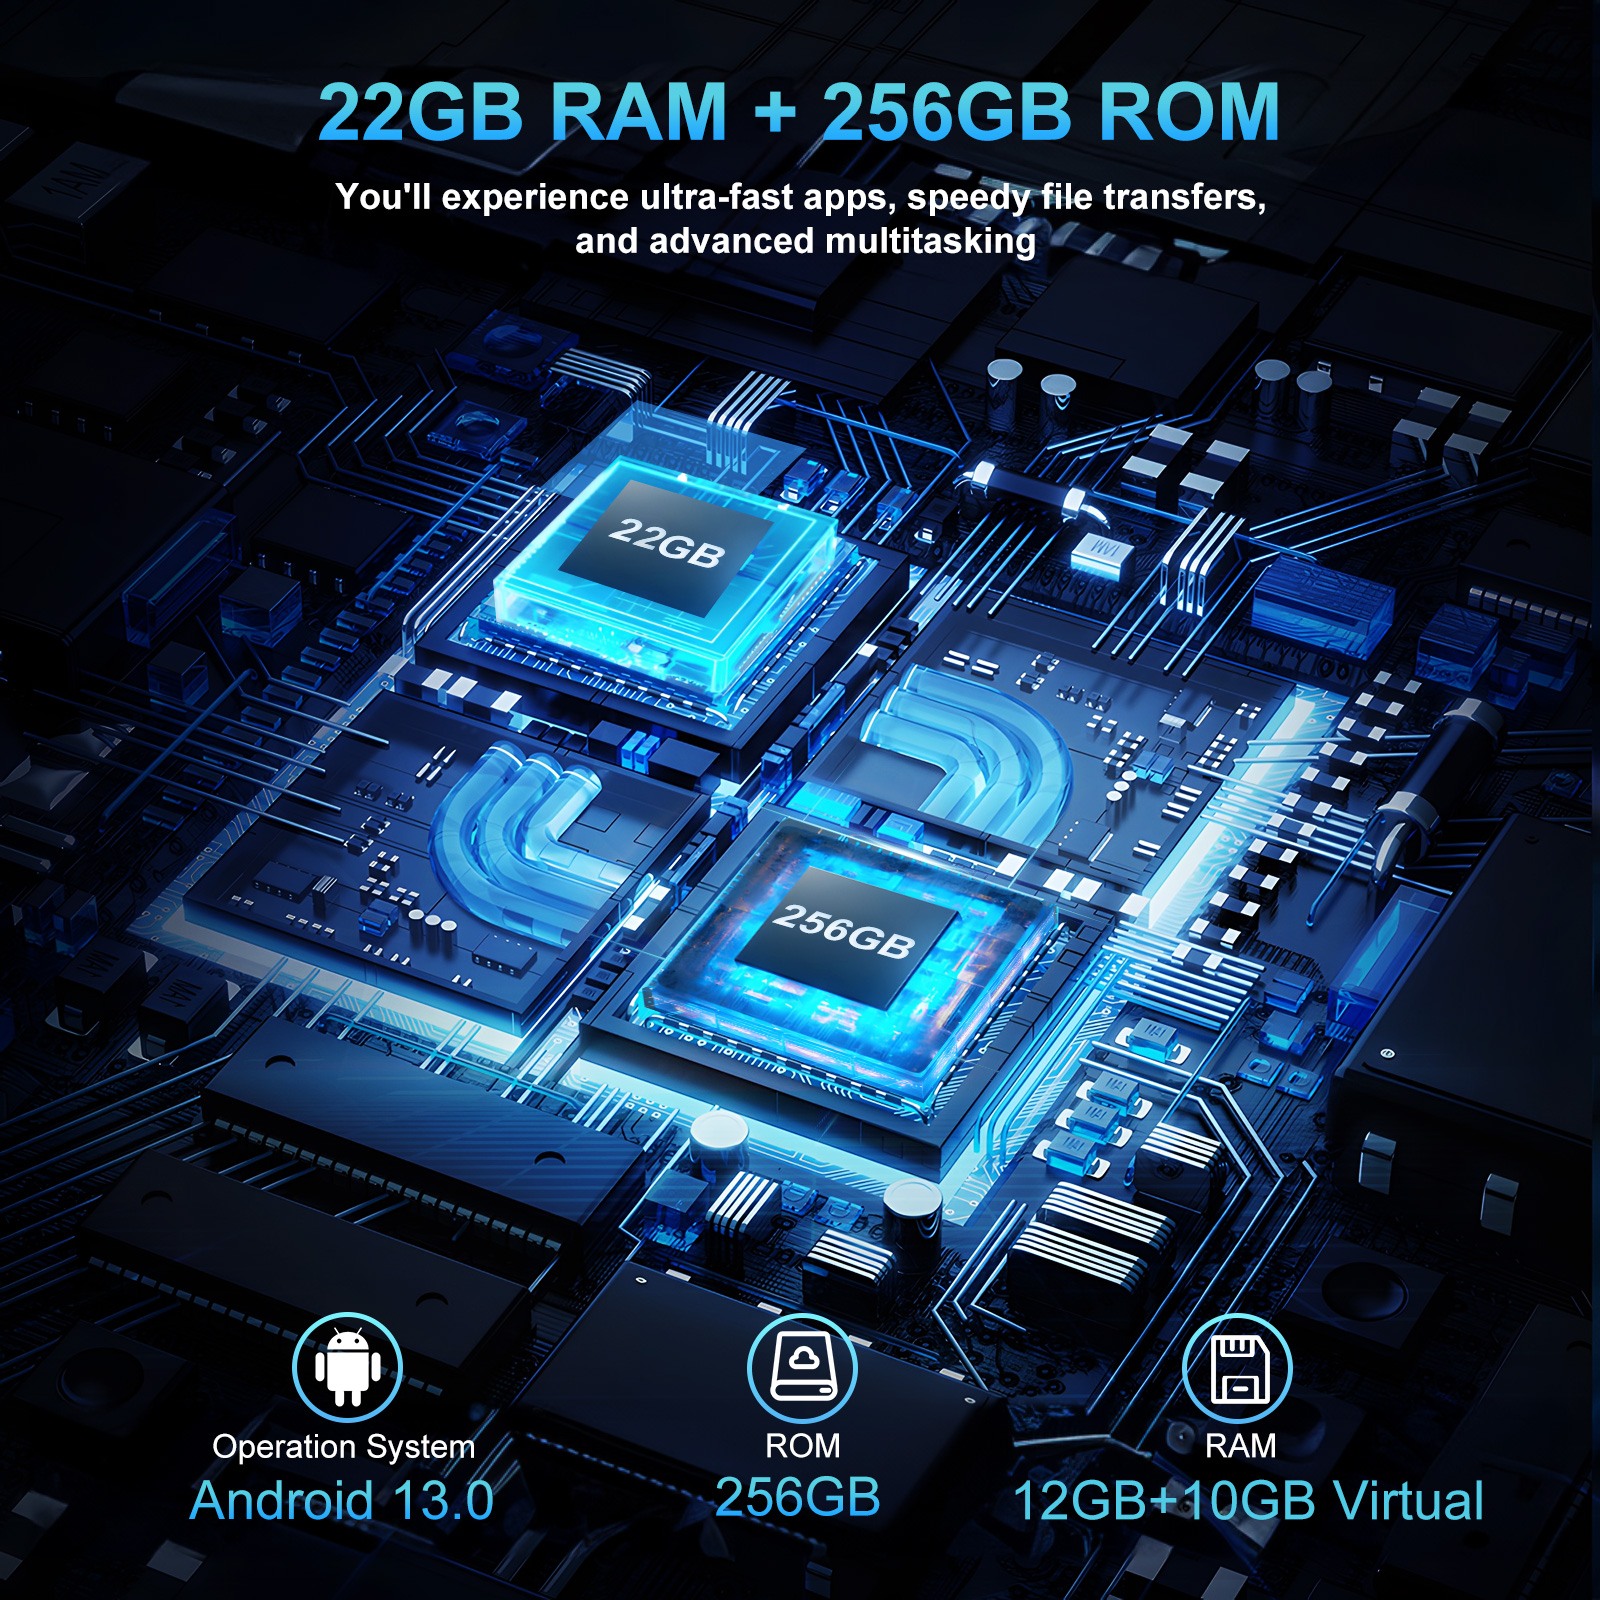 22GB RAM + 256GB ROM
You'll experience ultra-fast apps, speedy file transfers,
and advanced multitasking
22GB
256GB
Operation System
Android 13.0
ROM
256GB
RAM
12GB+10GB Virtual